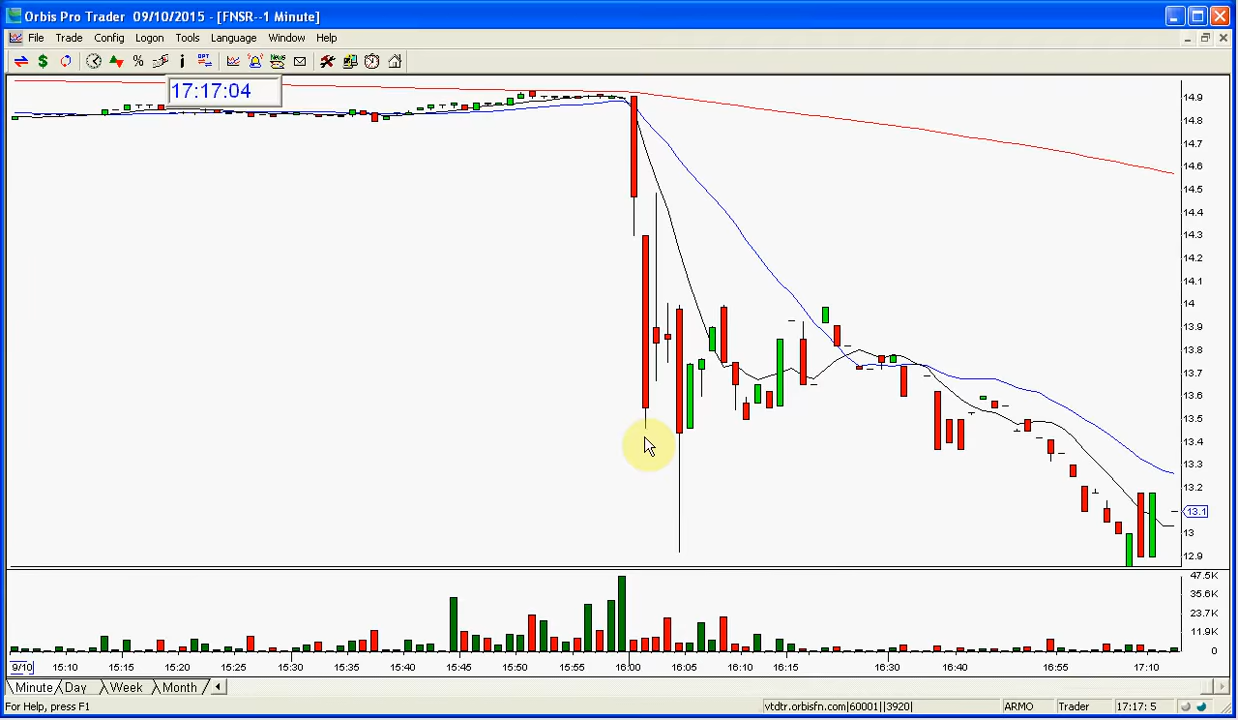 Orbis Pro Trader 09/10/2015 - [FNSR--1 Minute]
File Trade Config Logon Tools Language Window Help
17:17:04
14.9
14.8
14.7
14.6
14.5
14.4
14.3
14.2
14.1
14
13.9
13.8
13.7
13.6
13.5
13.4
13.3
13.2
13.1
13
12.9
47.5K
35.6K
23.7K
11.9K
0
9/10 15:10 15:15 15:20 15:25 15:30 15:35 15:40 15:45 15:50 15:55 16:00 16:05 16:10 16:15 16:30 16:40 16:55 17:10
Minute Day Week Month
For Help, press F1 vtdtr.orbisfn.com|60001||3920| ARMO Trader 17:17: 5